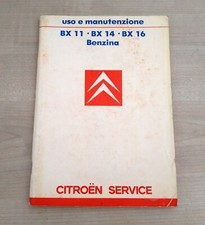 uso e manutenzione
BX 11 · BX 14 · BX 16
Benzina
CITROËN SERVICE